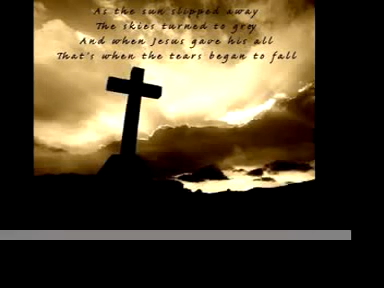 As the sun slipped away
The skies turned to grey
And when Jesus gave his all
That's when the tears began to fall